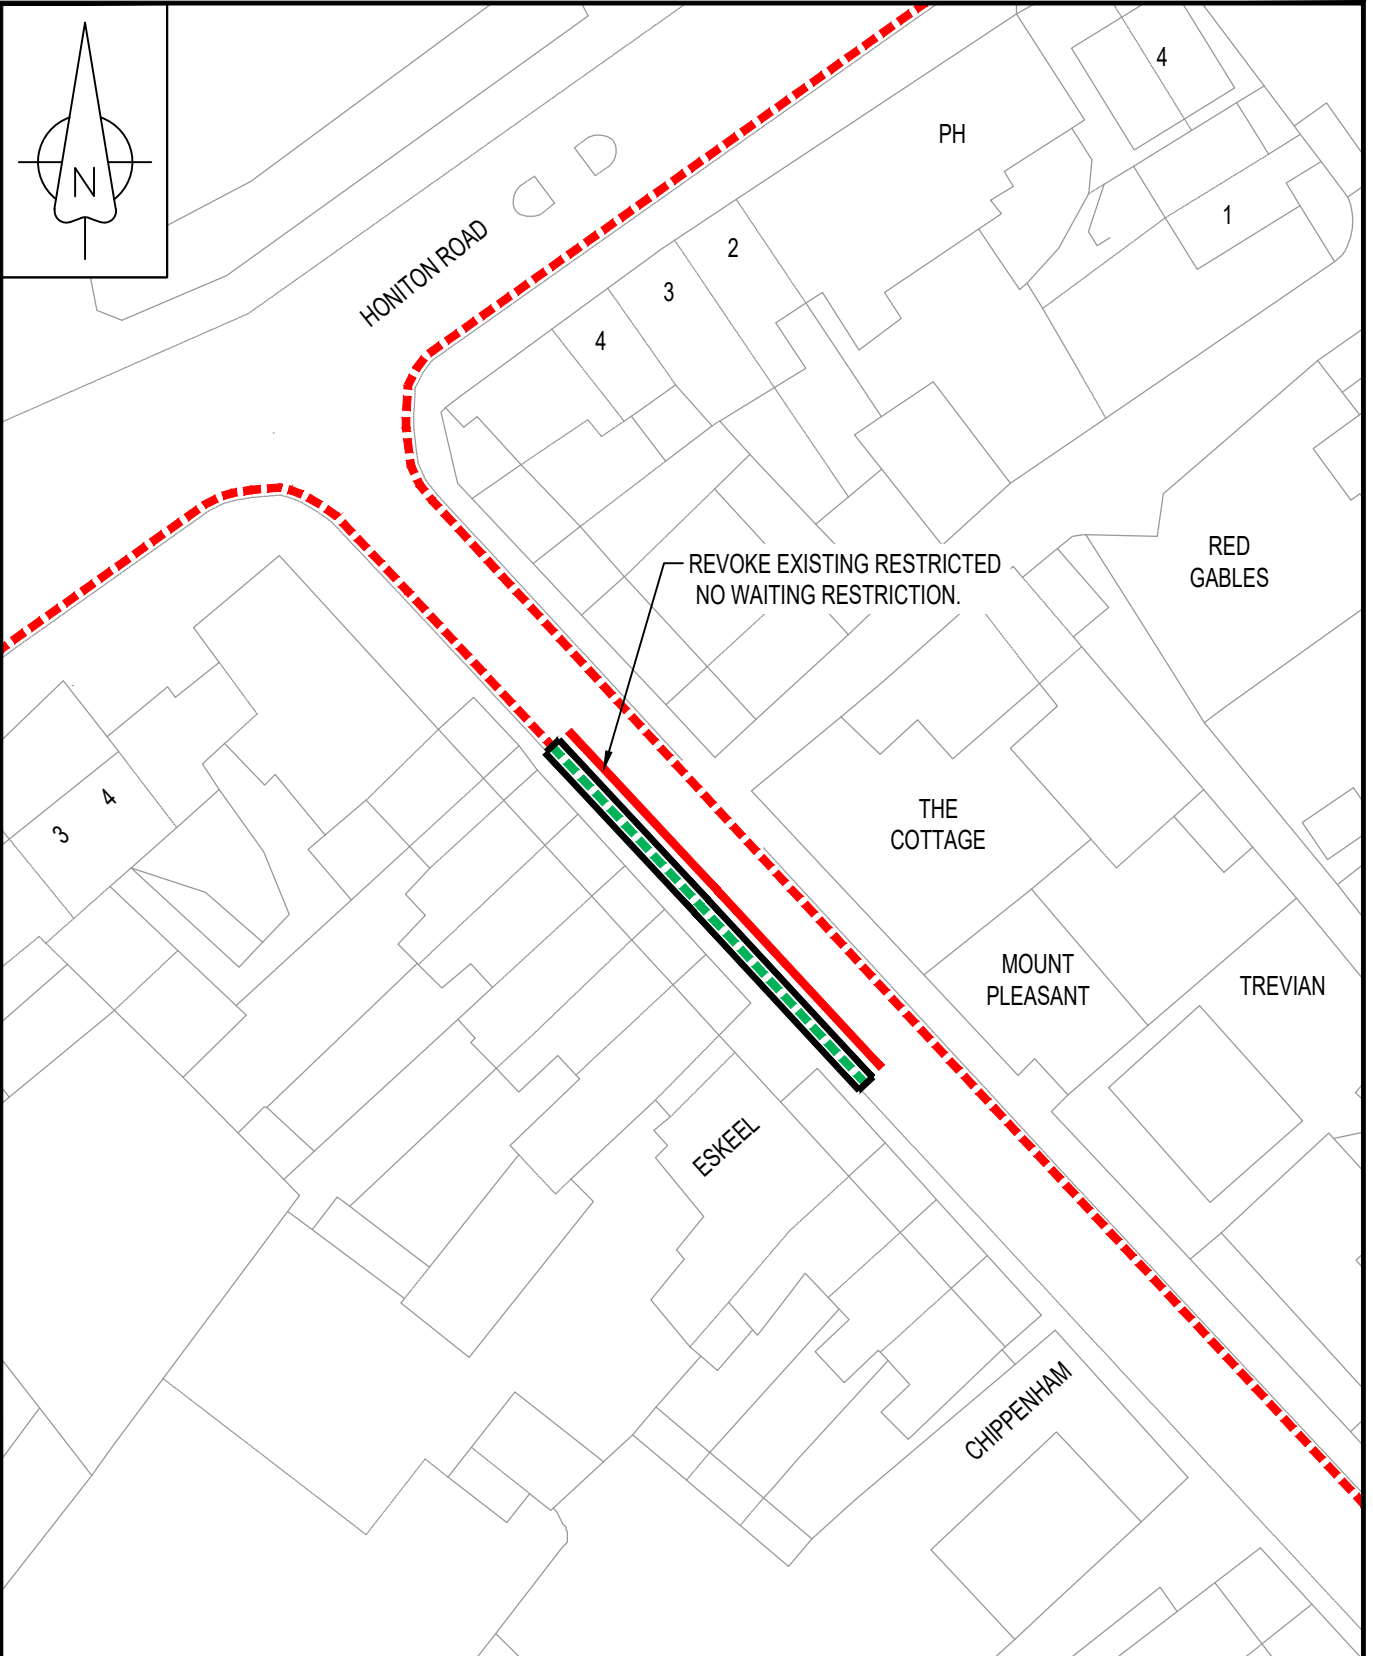 N
4
PH
1
HONITON ROAD
2
3
4
REVOKE EXISTING RESTRICTED
NO WAITING RESTRICTION.
RED
GABLES
3
4
THE
COTTAGE
MOUNT
PLEASANT
TREVIAN
ESKEEL
CHIPPENHAM